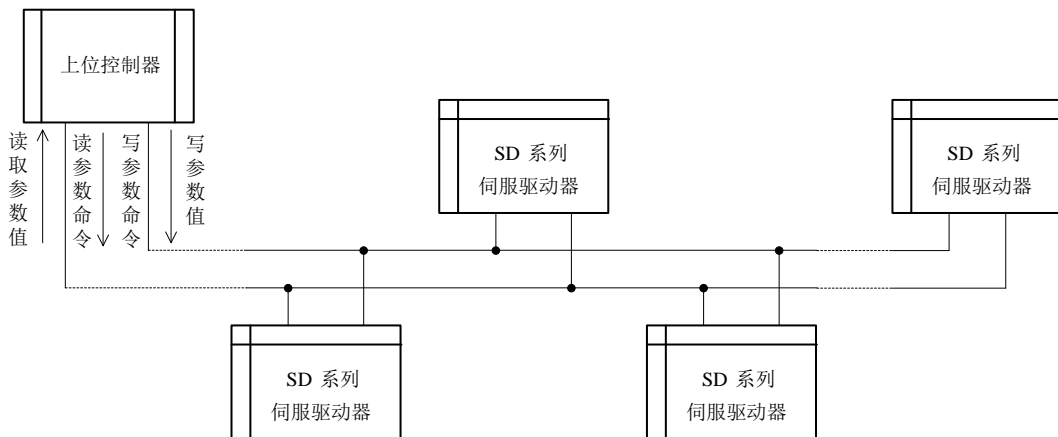 上位控制器
读取参数值
读参数命令
写参数命令
写参数值
SD 系列
伺服驱动器
SD 系列
伺服驱动器
SD 系列
伺服驱动器
SD 系列
伺服驱动器